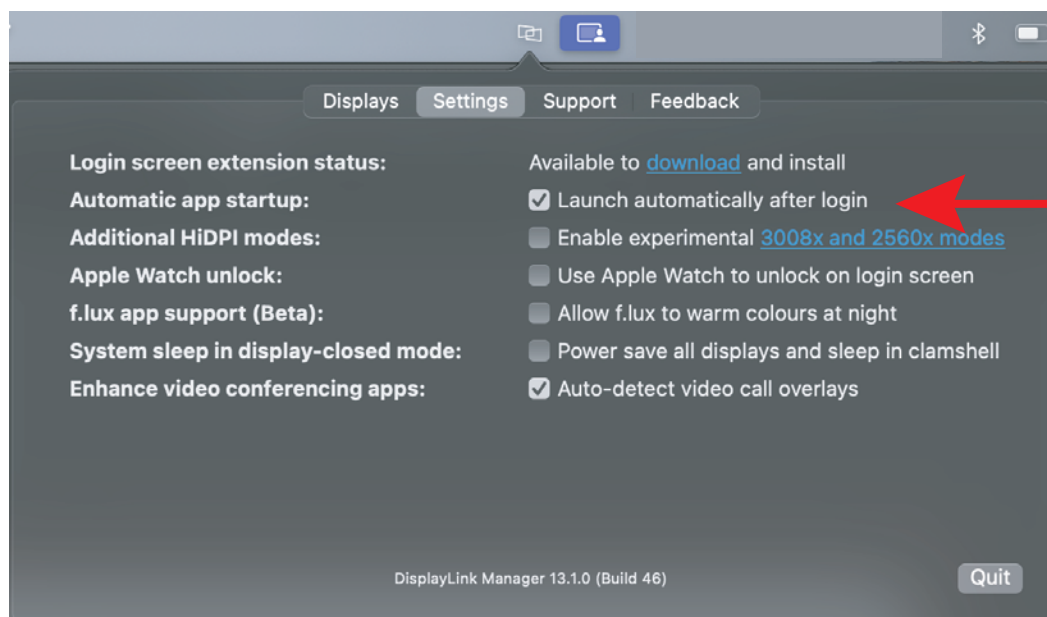 Displays Settings Support Feedback
Login screen extension status: Available to download and install
Automatic app startup: Launch automatically after login
Additional HiDPI modes: Enable experimental 3008x and 2560x modes
Apple Watch unlock: Use Apple Watch to unlock on login screen
f.lux app support (Beta): Allow f.lux to warm colours at night
System sleep in display-closed mode: Power save all displays and sleep in clamshell
Enhance video conferencing apps: Auto-detect video call overlays
DisplayLink Manager 13.1.0 (Build 46)
Quit